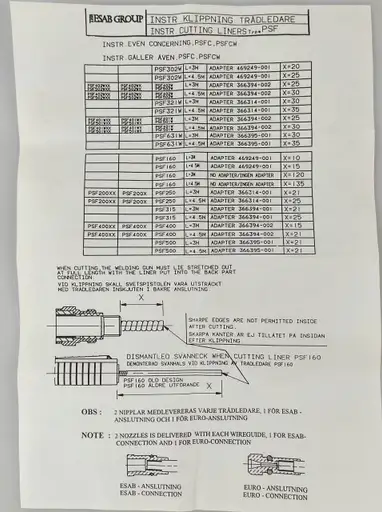 ESAB GROUP
INSTR KLIPPNING TRÅDLEDARE
INSTR CUTTING LINERS TYPE PSF
INSTR.EVEN CONCERNING,PSFC,PSFCW
INSTR.GÄLLER ÄVEN,PSFC,PSFCW
PSF302W L=3M ADAPTER 469249-001 X=20
PSF302W L=4.5M ADAPTER 469249-001 X=25
L=3M ADAPTER 366394-002 X=25
L=4.5M ADAPTER 366394-002 X=30
PSF321W L=3M ADAPTER 366314-001 X=30
PSF321W L=4.5M ADAPTER 366314-001 X=35
L=3M ADAPTER 366394-002 X=25
L=4.5M ADAPTER 366394-002 X=30
PSF631W L=3M ADAPTER 366395-001 X=30
PSF631W L=4.5M ADAPTER 366395-001 X=35
PSF160 L=3M ADAPTER 469249-001 X=10
PSF160 L=4.5M ADAPTER 469249-001 X=15
PSF160 L=3M NO ADAPTER/INGEN ADAPTER X=120
PSF160 L=4.5M NO ADAPTER/INGEN ADAPTER X=135
PSF200XX PSF200X PSF250 L=3M ADAPTER 366314-001 X=21
PSF200XX PSF200X PSF250 L=4.5M ADAPTER 366314-001 X=25
PSF315 L=3M ADAPTER 366394-001 X=21
PSF315 L=4.5M ADAPTER 366394-001 X=25
PSF400XX PSF400X PSF400 L=3M ADAPTER 366394-002 X=15
PSF400XX PSF400X PSF400 L=4.5M ADAPTER 366394-002 X=21
PSF500 L=3M ADAPTER 366395-001 X=21
PSF500 L=4.5M ADAPTER 366395-001 X=21
WHEN CUTTING,THE WELDING GUN MUST LIE STRETCHED OUT
AT FULL LENGTH WITH THE LINER PUT INTO THE BACK PART
CONNECTION.
VID KLIPPNING SKALL SVETSPISTOLEN VARA UTSTRÄCKT
MED TRÅDLEDAREN INSKJUTEN I BAKRE ANSLUTNING
X
SHARPE EDGES ARE NOT PERMITTED INSIDE
AFTER CUTTING.
SKARPA KANTER ÄR EJ TILLÅTET PÅ INSIDAN
EFTER KLIPPNING
DISMANTLED SVANNECK WHEN CUTTING LINER PSF160
DEMONTERAD SVANHALS VID KLIPPNING AV TRÅDLEDARE PSF160
PSF160 OLD DESIGN
PSF160 ÄLDRE UTFÖRANDE
X
OBS : 2 NIPPLAR MEDLEVERERAS VARJE TRÅDLEDARE, 1 FÖR ESAB -
ANSLUTNING OCH 1 FÖR EURO-ANSLUTNING
NOTE : 2 NOZZLES IS DELIVERED WITH EACH WIREGUIDE, 1 FOR ESAB-
CONNECTION AND 1 FOR EURO-CONNECTION
ESAB - ANSLUTNING
ESAB - CONNECTION
EURO - ANSLUTNING
EURO - CONNECTION